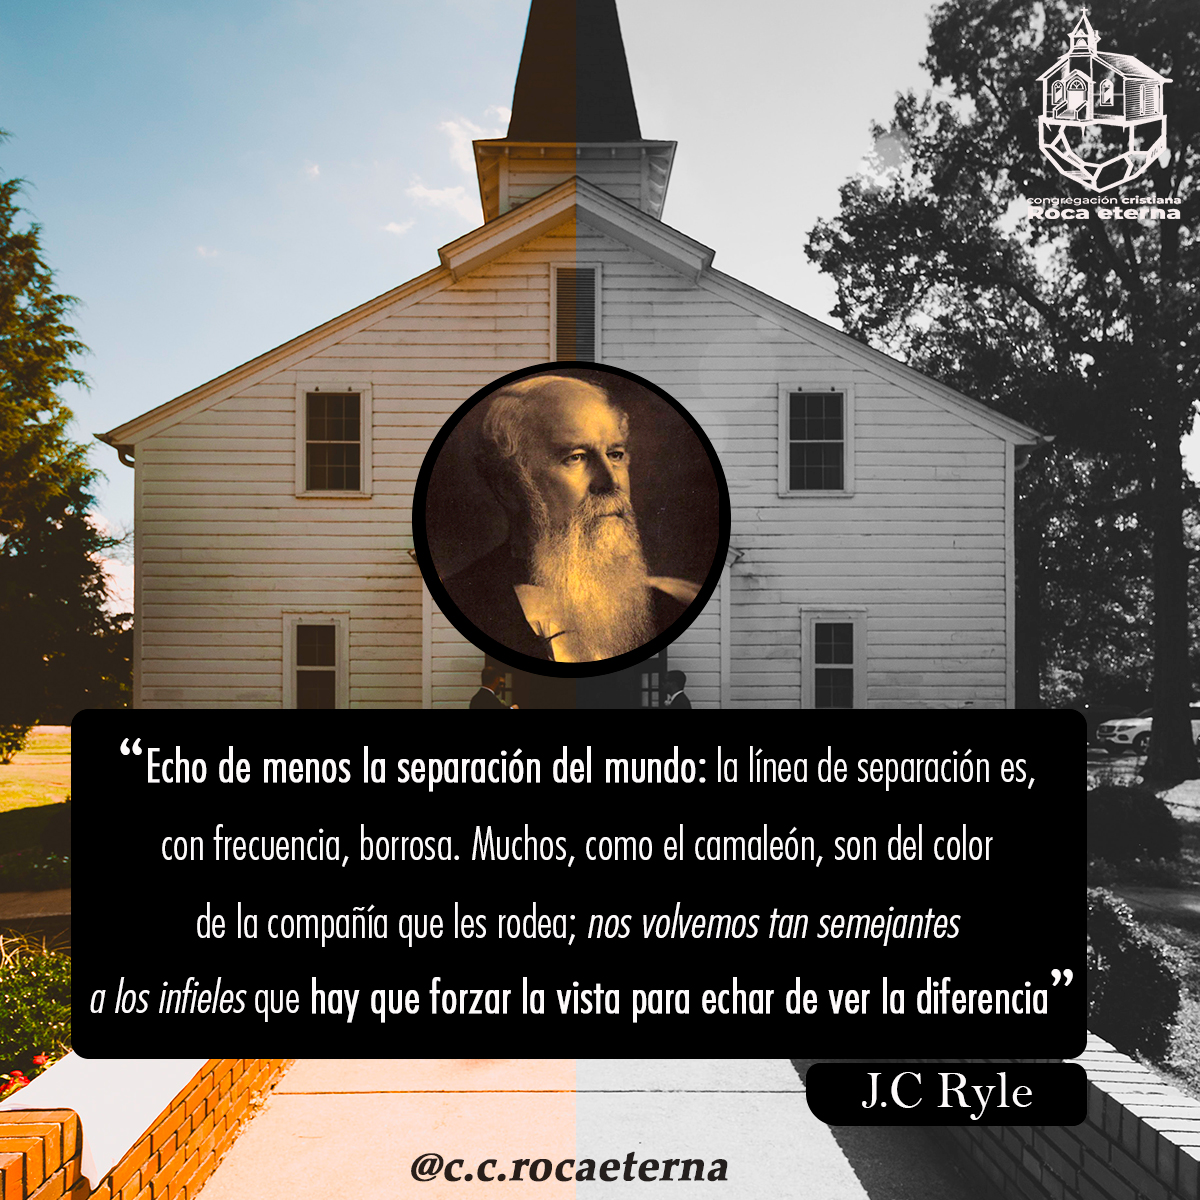 congregación cristiana
Roca eterna
“Echo de menos la separación del mundo: la línea de separación es,
con frecuencia, borrosa. Muchos, como el camaleón, son del color
de la compañía que les rodea; nos volvemos tan semejantes
a los infieles que hay que forzar la vista para echar de ver la diferencia”
J.C Ryle
@c.c.rocaeterna